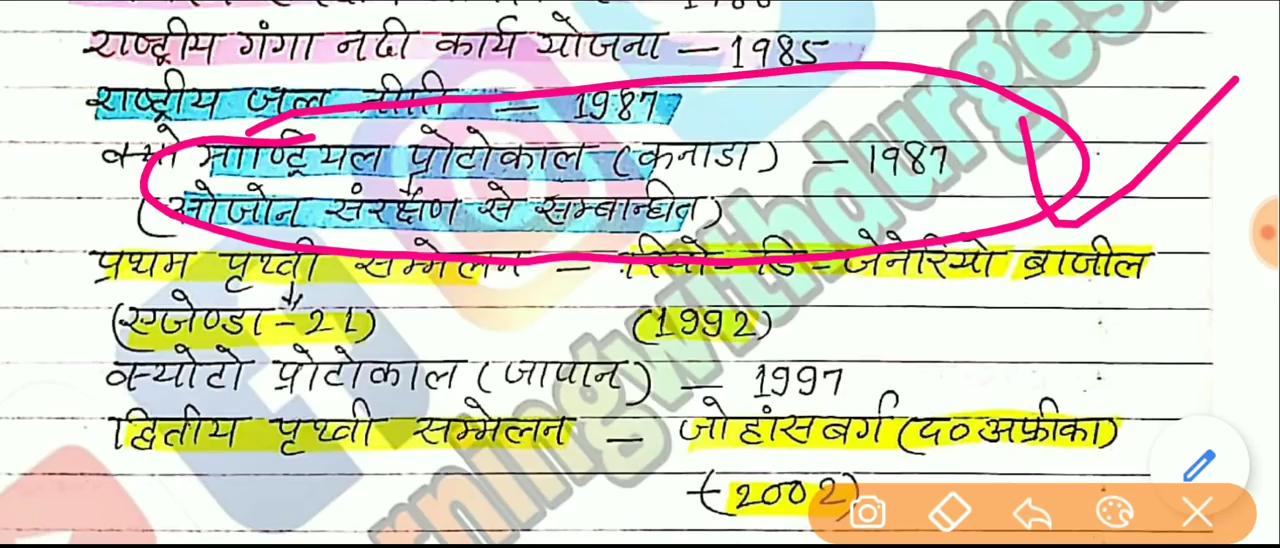 राष्ट्रीय गंगा नदी कार्य योजना – 1985
राष्ट्रीय जल नीति – 1987
माण्ट्रियल प्रोटोकाल (कनाडा) – 1987
(ओजोन संरक्षण से सम्बान्धित)
प्रथम पृथ्वी सम्मेलन – रियो-डि-जेनेरियो ब्राजील
(एजेण्डा-21) (1992)
क्योटो प्रोटोकाल (जापान) – 1997
द्वितीय पृथ्वी सम्मेलन – जोहांसबर्ग (द० अफ्रीका)
(2002)